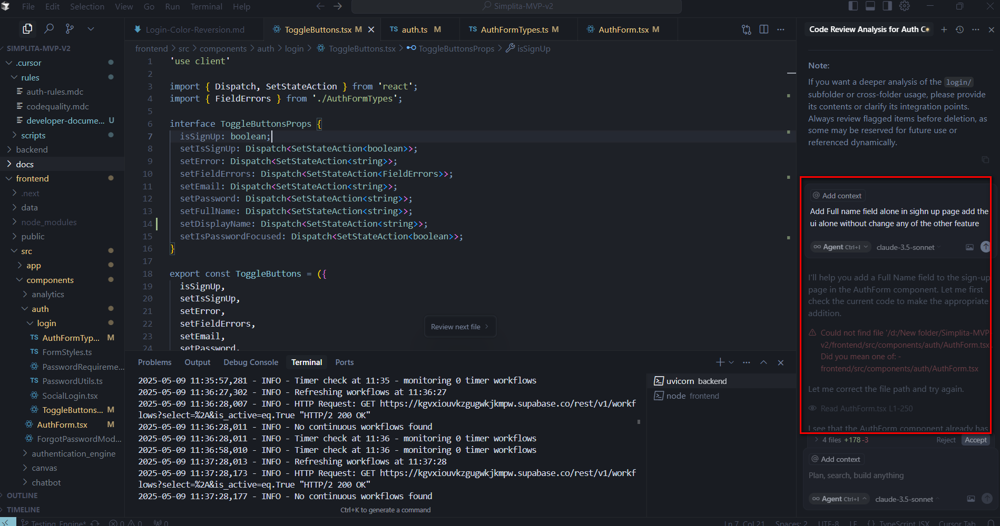 File Edit Selection View Go Run Terminal Help
Simplita-MVP-v2
SIMPLITA-MVP-V2
.cursor
rules
auth-rules.mdc
codequality.mdc
developer-docume... U
scripts
backend
docs
frontend
.next
data
node_modules
public
src
app
components
analytics
auth
login
TS AuthFormTyp... M
TS FormStyles.ts
PasswordRequireme...
TS PasswordUtils.ts
SocialLogin.tsx
ToggleButtons... M
AuthForm.tsx M
ForgotPasswordMod...
authentication_engine
canvas
chatbot
OUTLINE
TIMELINE
Login-Color-Reversion.md
ToggleButtons.tsx M
TS auth.ts M
TS AuthFormTypes.ts M
AuthForm.tsx M
frontend > src > components > auth > login > ToggleButtons.tsx > ToggleButtonsProps > isSignUp
1 'use client'
2
3 import { Dispatch, SetStateAction } from 'react';
4 import { FieldErrors } from './AuthFormTypes';
5
6 interface ToggleButtonsProps {
7 isSignUp: boolean;
8 setIsSignUp: Dispatch<SetStateAction<boolean>>;
9 setError: Dispatch<SetStateAction<string>>;
10 setFieldErrors: Dispatch<SetStateAction<FieldErrors>>;
11 setEmail: Dispatch<SetStateAction<string>>;
12 setPassword: Dispatch<SetStateAction<string>>;
13 setFullName: Dispatch<SetStateAction<string>>;
14 setDisplayName: Dispatch<SetStateAction<string>>;
15 setIsPasswordFocused: Dispatch<SetStateAction<boolean>>;
16 }
17
18 export const ToggleButtons = ({
19 isSignUp,
20 setIsSignUp,
21 setError,
22 setFieldErrors,
23 setEmail,
24 setPassword,
Review next file >
Problems Output Debug Console Terminal Ports
2025-05-09 11:35:57,281 - INFO - Timer check at 11:35 - monitoring 0 timer workflows
2025-05-09 11:36:27,302 - INFO - Refreshing workflows at 11:36:27
2025-05-09 11:36:28,007 - INFO - HTTP Request: GET https://kgvxiouvkzgugwkjkmpw.supabase.co/rest/v1/workf
lows?select=%2A&is_active=eq.True "HTTP/2 200 OK"
2025-05-09 11:36:28,011 - INFO - No continuous workflows found
2025-05-09 11:36:28,011 - INFO - Timer check at 11:36 - monitoring 0 timer workflows
2025-05-09 11:36:58,010 - INFO - Timer check at 11:36 - monitoring 0 timer workflows
2025-05-09 11:37:28,013 - INFO - Refreshing workflows at 11:37:28
2025-05-09 11:37:28,173 - INFO - HTTP Request: GET https://kgvxiouvkzgugwkjkmpw.supabase.co/rest/v1/workf
lows?select=%2A&is_active=eq.True "HTTP/2 200 OK"
2025-05-09 11:37:28,177 - INFO - No continuous workflows found
Ctrl+K to generate a command
uvicorn backend
node frontend
Code Review Analysis for Auth C
Note:
If you want a deeper analysis of the login/
subfolder or cross-folder usage, please provide
its contents or clarify its integration points.
Always review flagged items before deletion, as
some may be reserved for future use or
referenced dynamically.
@ Add context
Add Full name field alone in sighn up page add the
ui alone without change any of the other feature
∞ Agent Ctrl+I claude-3.5-sonnet
I'll help you add a Full Name field to the sign-up
page in the AuthForm component. Let me first
check the current code to make the appropriate
addition.
Could not find file '/d:/New folder/Simplita-MVP
v2/frontend/src/components/auth/AuthForm.tsx
Did you mean one of: -
frontend/src/components/auth/AuthForm.tsx
Let me correct the file path and try again.
Read AuthForm.tsx L1-250
I see that the AuthForm component already has
> 4 files +178 -3 Reject Accept
@ Add context
Plan, search, build anything
∞ Agent Ctrl+I claude-3.5-sonnet
Testing_Engine* 0 0 0
Ln 7, Col 21 Spaces: 2 UTF-8 LF {} TypeScript JSX Cursor Tab